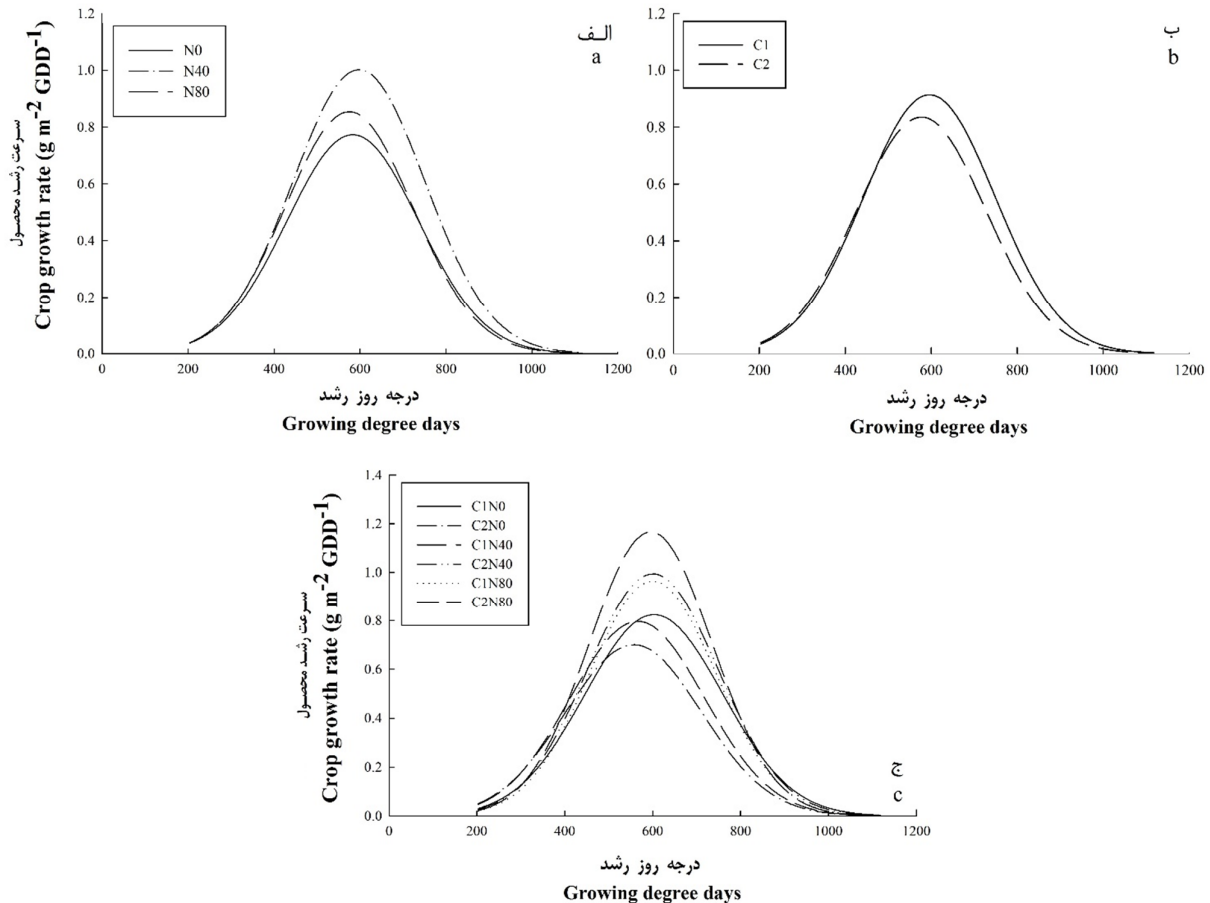 الف
a
N0
N40
N80
1.2
1.0
0.8
0.6
0.4
0.2
0.0
0 200 400 600 800 1000 1200
سرعت رشد محصول
Crop growth rate (g m⁻² GDD⁻¹)
درجه روز رشد
Growing degree days
ب
b
C1
C2
1.2
1.0
0.8
0.6
0.4
0.2
0.0
0 200 400 600 800 1000 1200
درجه روز رشد
Growing degree days
C1N0
C2N0
C1N40
C2N40
C1N80
C2N80
1.4
1.2
1.0
0.8
0.6
0.4
0.2
0.0
0 200 400 600 800 1000 1200
سرعت رشد محصول
Crop growth rate (g m⁻² GDD⁻¹)
ج
c
درجه روز رشد
Growing degree days